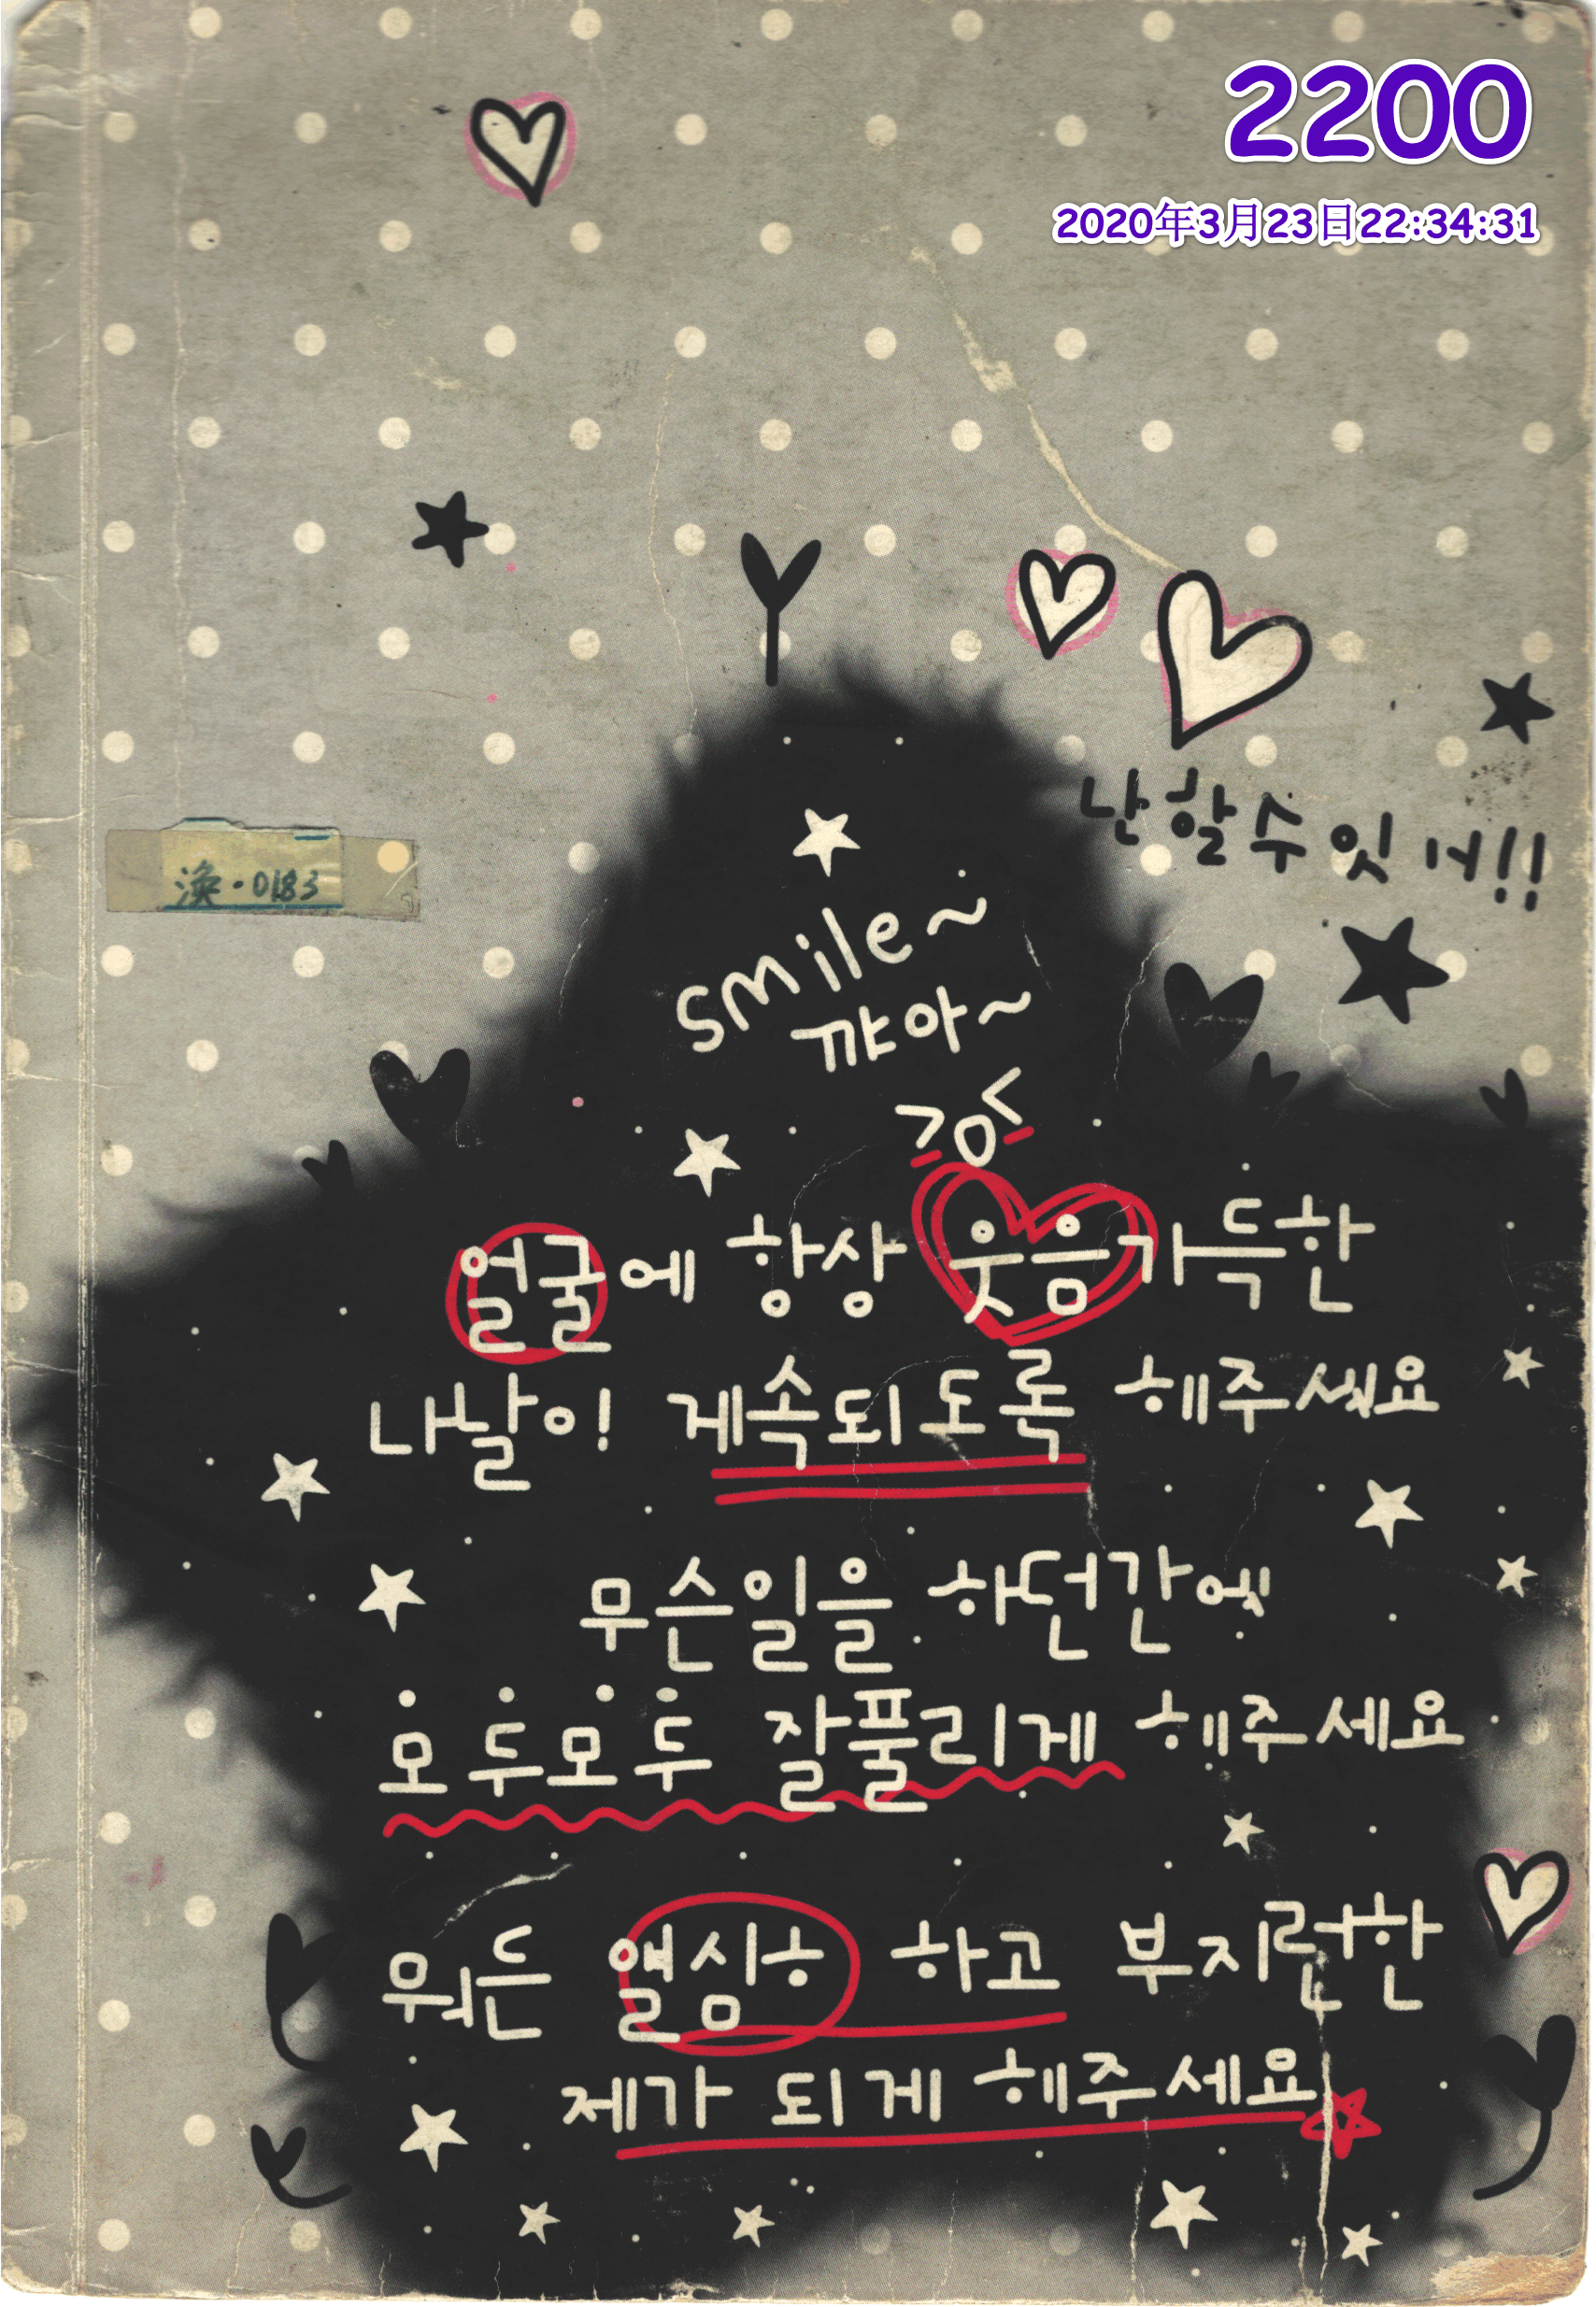 2200
2020年3月23日22:34:31
난 할 수 잇 어!!
渙·0183
smile~
꺄아~
>o<
얼굴에 항상 웃음가득한
나날이 계속되도록 해주세요
무슨일을 하던간에
모두모두 잘풀리게 해주세요
뭐든 열심히 하고 부지런한
제가 되게 해주세요